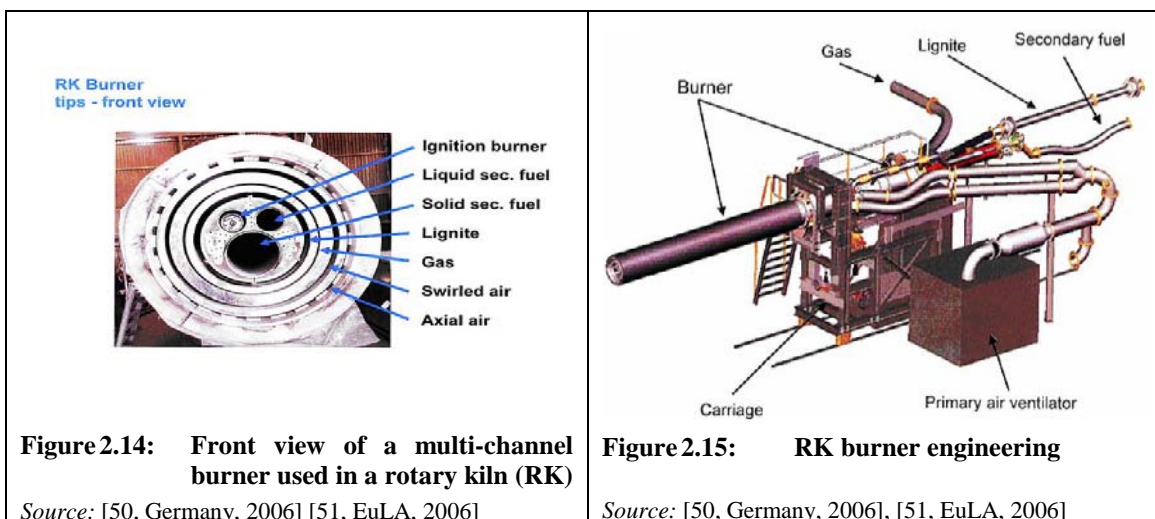 RK Burner
tips - front view
Ignition burner
Liquid sec. fuel
Solid sec. fuel
Lignite
Gas
Swirled air
Axial air
Figure 2.14: Front view of a multi-channel
burner used in a rotary kiln (RK)
Source: [50, Germany, 2006] [51, EuLA, 2006]
Gas
Lignite
Secondary fuel
Burner
Carriage
Primary air ventilator
Figure 2.15: RK burner engineering
Source: [50, Germany, 2006], [51, EuLA, 2006]